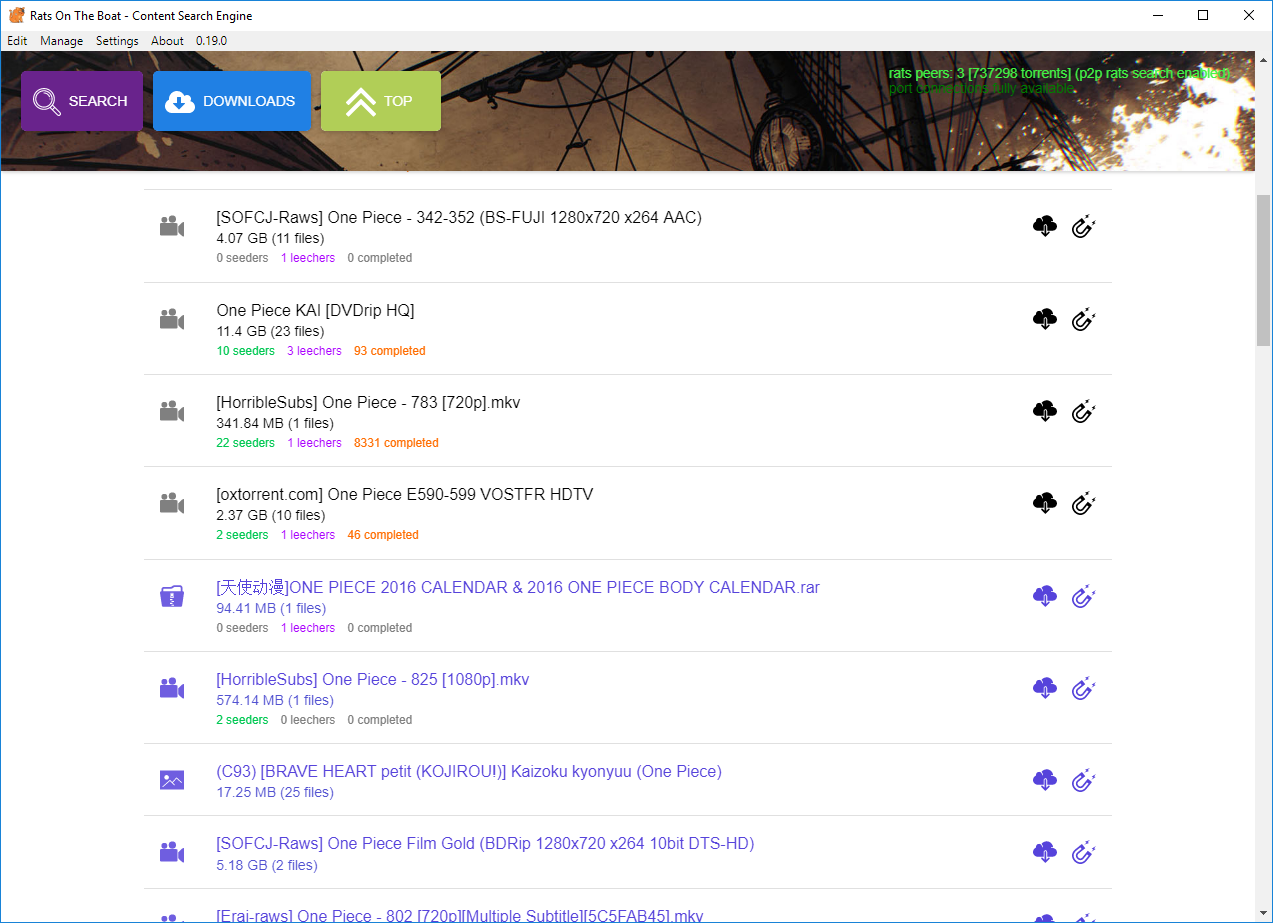 Rats On The Boat - Content Search Engine
Edit Manage Settings About 0.19.0
SEARCH DOWNLOADS TOP
rats peers: 3 [737298 torrents] (p2p rats search enabled)
port connections fully available
[SOFCJ-Raws] One Piece - 342-352 (BS-FUJI 1280x720 x264 AAC)
4.07 GB (11 files)
0 seeders 1 leechers 0 completed
One Piece KAI [DVDrip HQ]
11.4 GB (23 files)
10 seeders 3 leechers 93 completed
[HorribleSubs] One Piece - 783 [720p].mkv
341.84 MB (1 files)
22 seeders 1 leechers 8331 completed
[oxtorrent.com] One Piece E590-599 VOSTFR HDTV
2.37 GB (10 files)
2 seeders 1 leechers 46 completed
[天使动漫]ONE PIECE 2016 CALENDAR & 2016 ONE PIECE BODY CALENDAR.rar
94.41 MB (1 files)
0 seeders 1 leechers 0 completed
[HorribleSubs] One Piece - 825 [1080p].mkv
574.14 MB (1 files)
2 seeders 0 leechers 0 completed
(C93) [BRAVE HEART petit (KOJIROU!)] Kaizoku kyonyuu (One Piece)
17.25 MB (25 files)
[SOFCJ-Raws] One Piece Film Gold (BDRip 1280x720 x264 10bit DTS-HD)
5.18 GB (2 files)
[Erai-raws] One Piece - 802 [720p][Multiple Subtitle][5C5FAB45].mkv